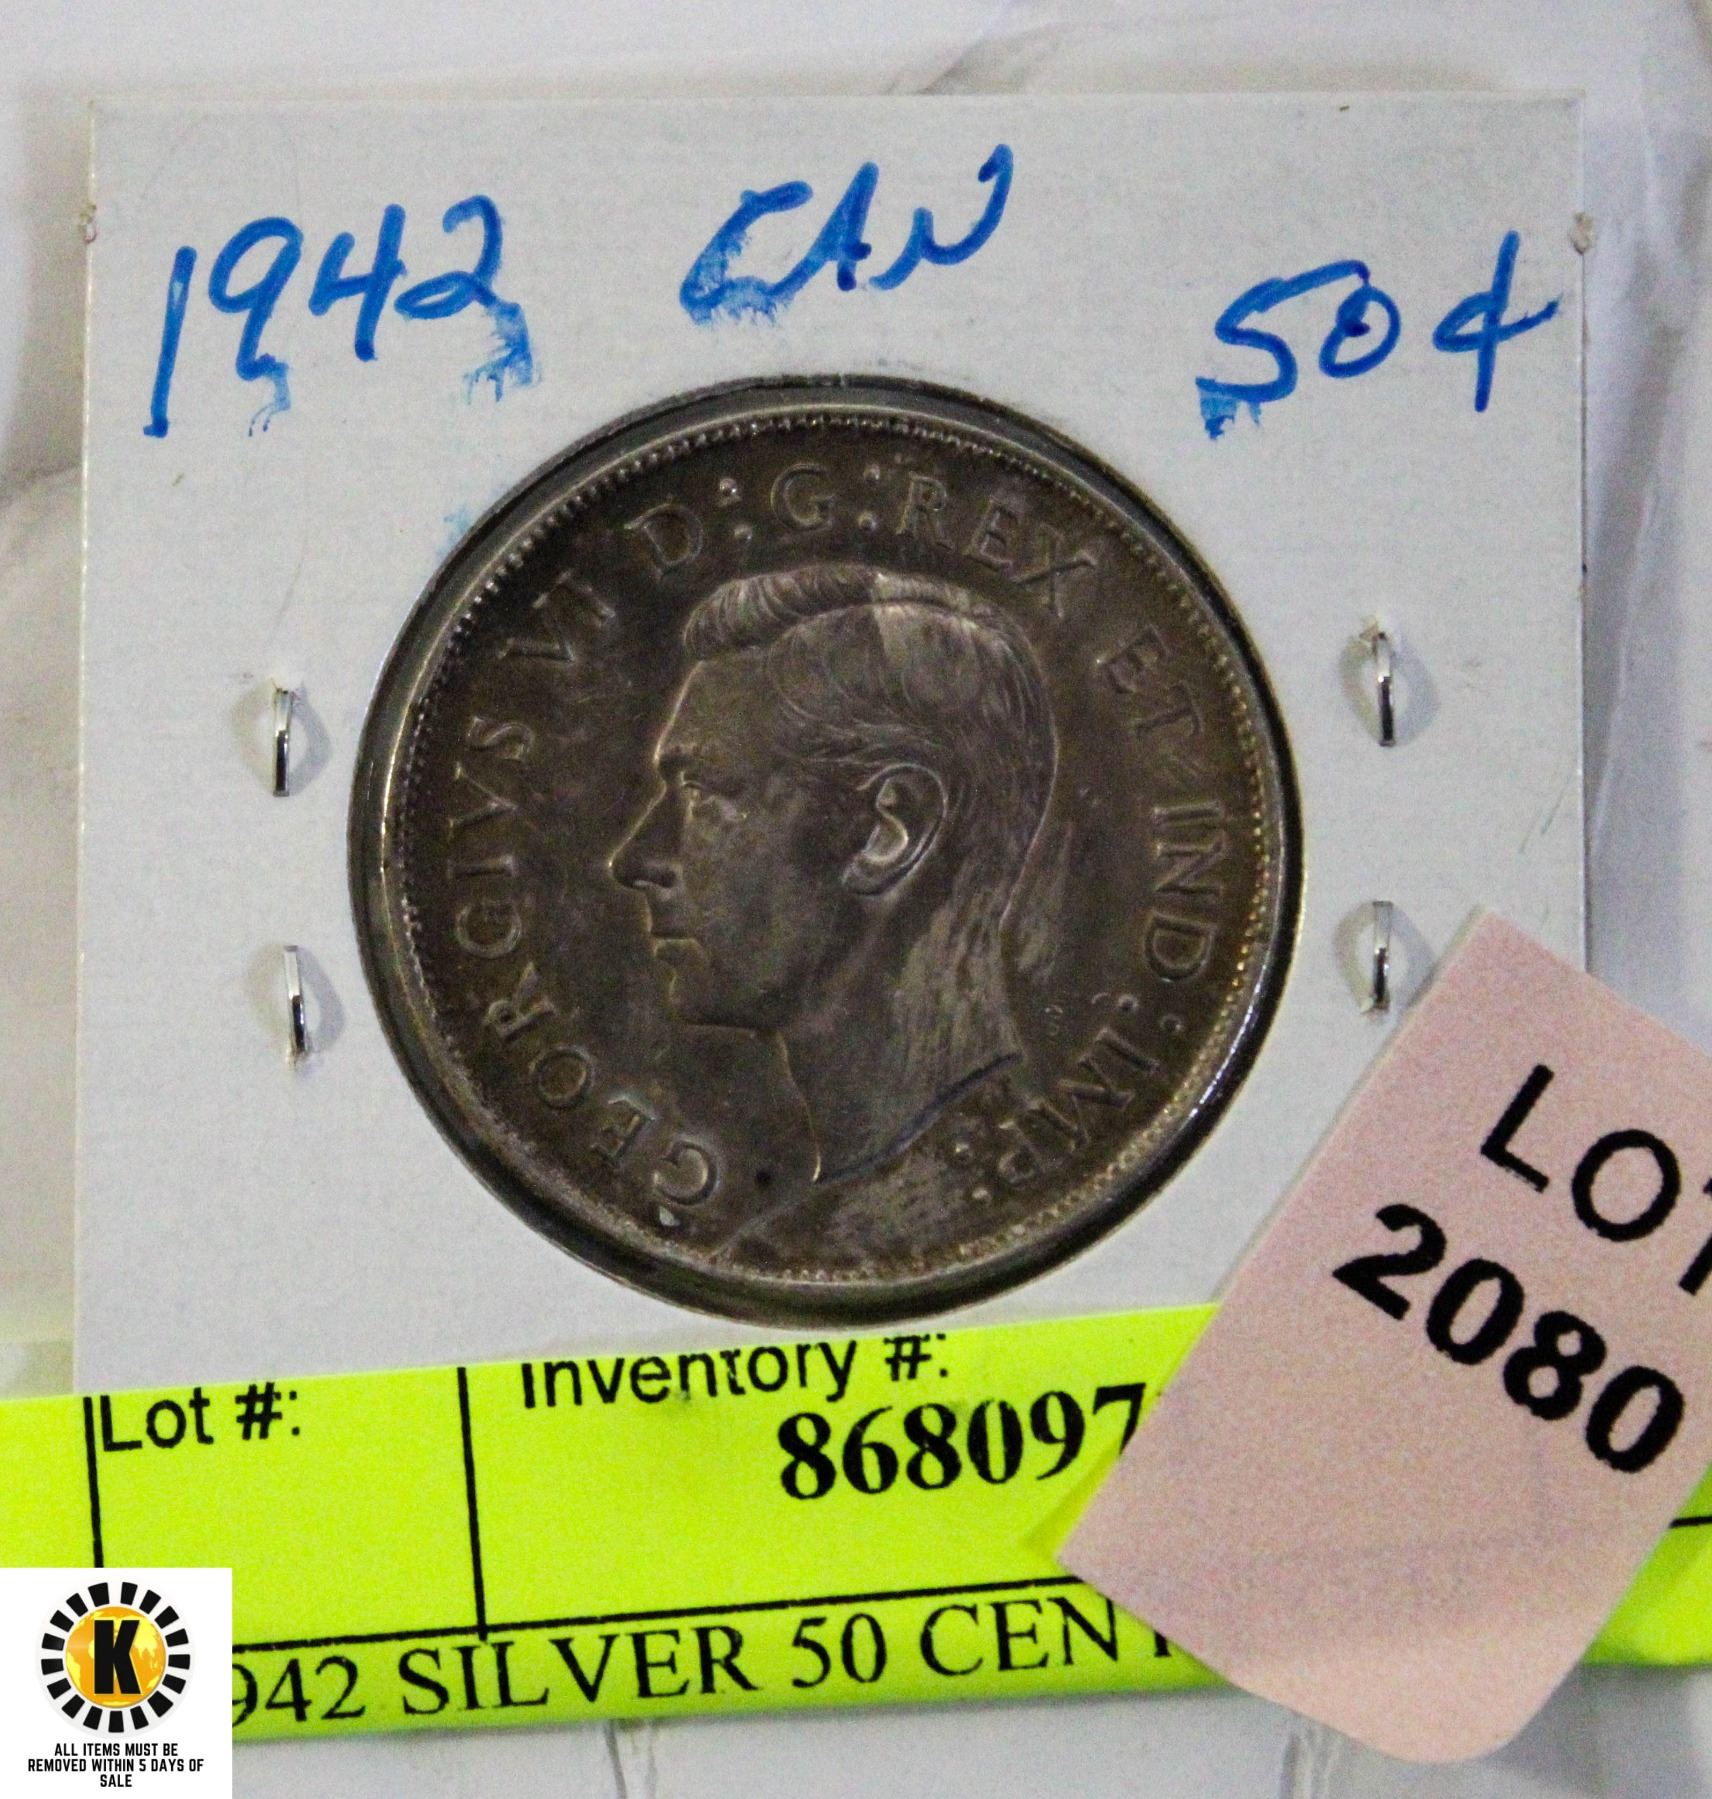 1942 CAN 50¢
GEORGIVS VI D:G:REX ET IND:IMP:
LOT
2080
Lot #: Inventory #:
868097
942 SILVER 50 CENT
K
ALL ITEMS MUST BE
REMOVED WITHIN 5 DAYS OF
SALE